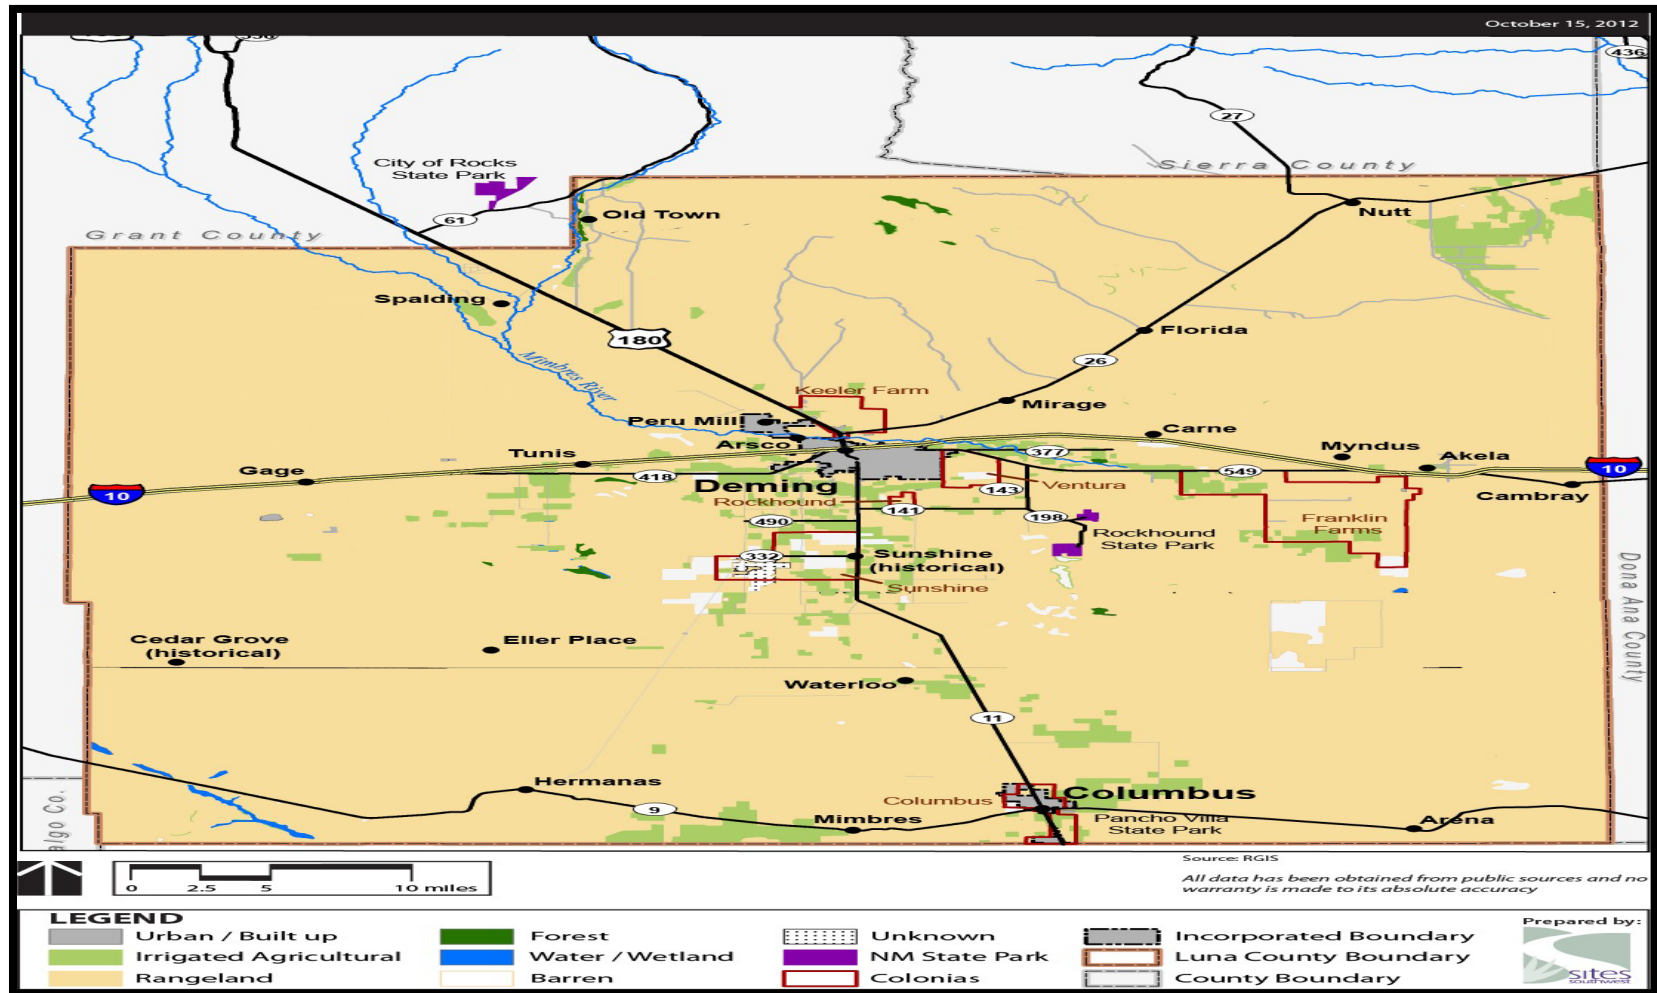 October 15, 2012
436
27
City of Rocks
State Park
Sierra County
61
Old Town
Nutt
Grant County
Spalding
180
Florida
Mimbres River
26
Keeler Farm
Mirage
Peru Mill
Arsco
Carne
Tunis
377
Myndus
Akela
Gage
418
549
10
10
Deming
143
Ventura
Cambray
Rockhound
141
490
198
Franklin
Farms
Rockhound
State Park
332
Sunshine
(historical)
Sunshine
Dona Ana County
Cedar Grove
(historical)
Eller Place
Waterloo
11
Hermanas
Columbus
Columbus
9
Mimbres
Pancho Villa
State Park
Arena
algo Co.
0 2.5 5 10 miles
Source: RGIS
All data has been obtained from public sources and no
warranty is made to its absolute accuracy
LEGEND
Urban / Built up
Forest
Unknown
Incorporated Boundary
Irrigated Agricultural
Water / Wetland
NM State Park
Luna County Boundary
Rangeland
Barren
Colonias
County Boundary
Prepared by:
sites
southwest